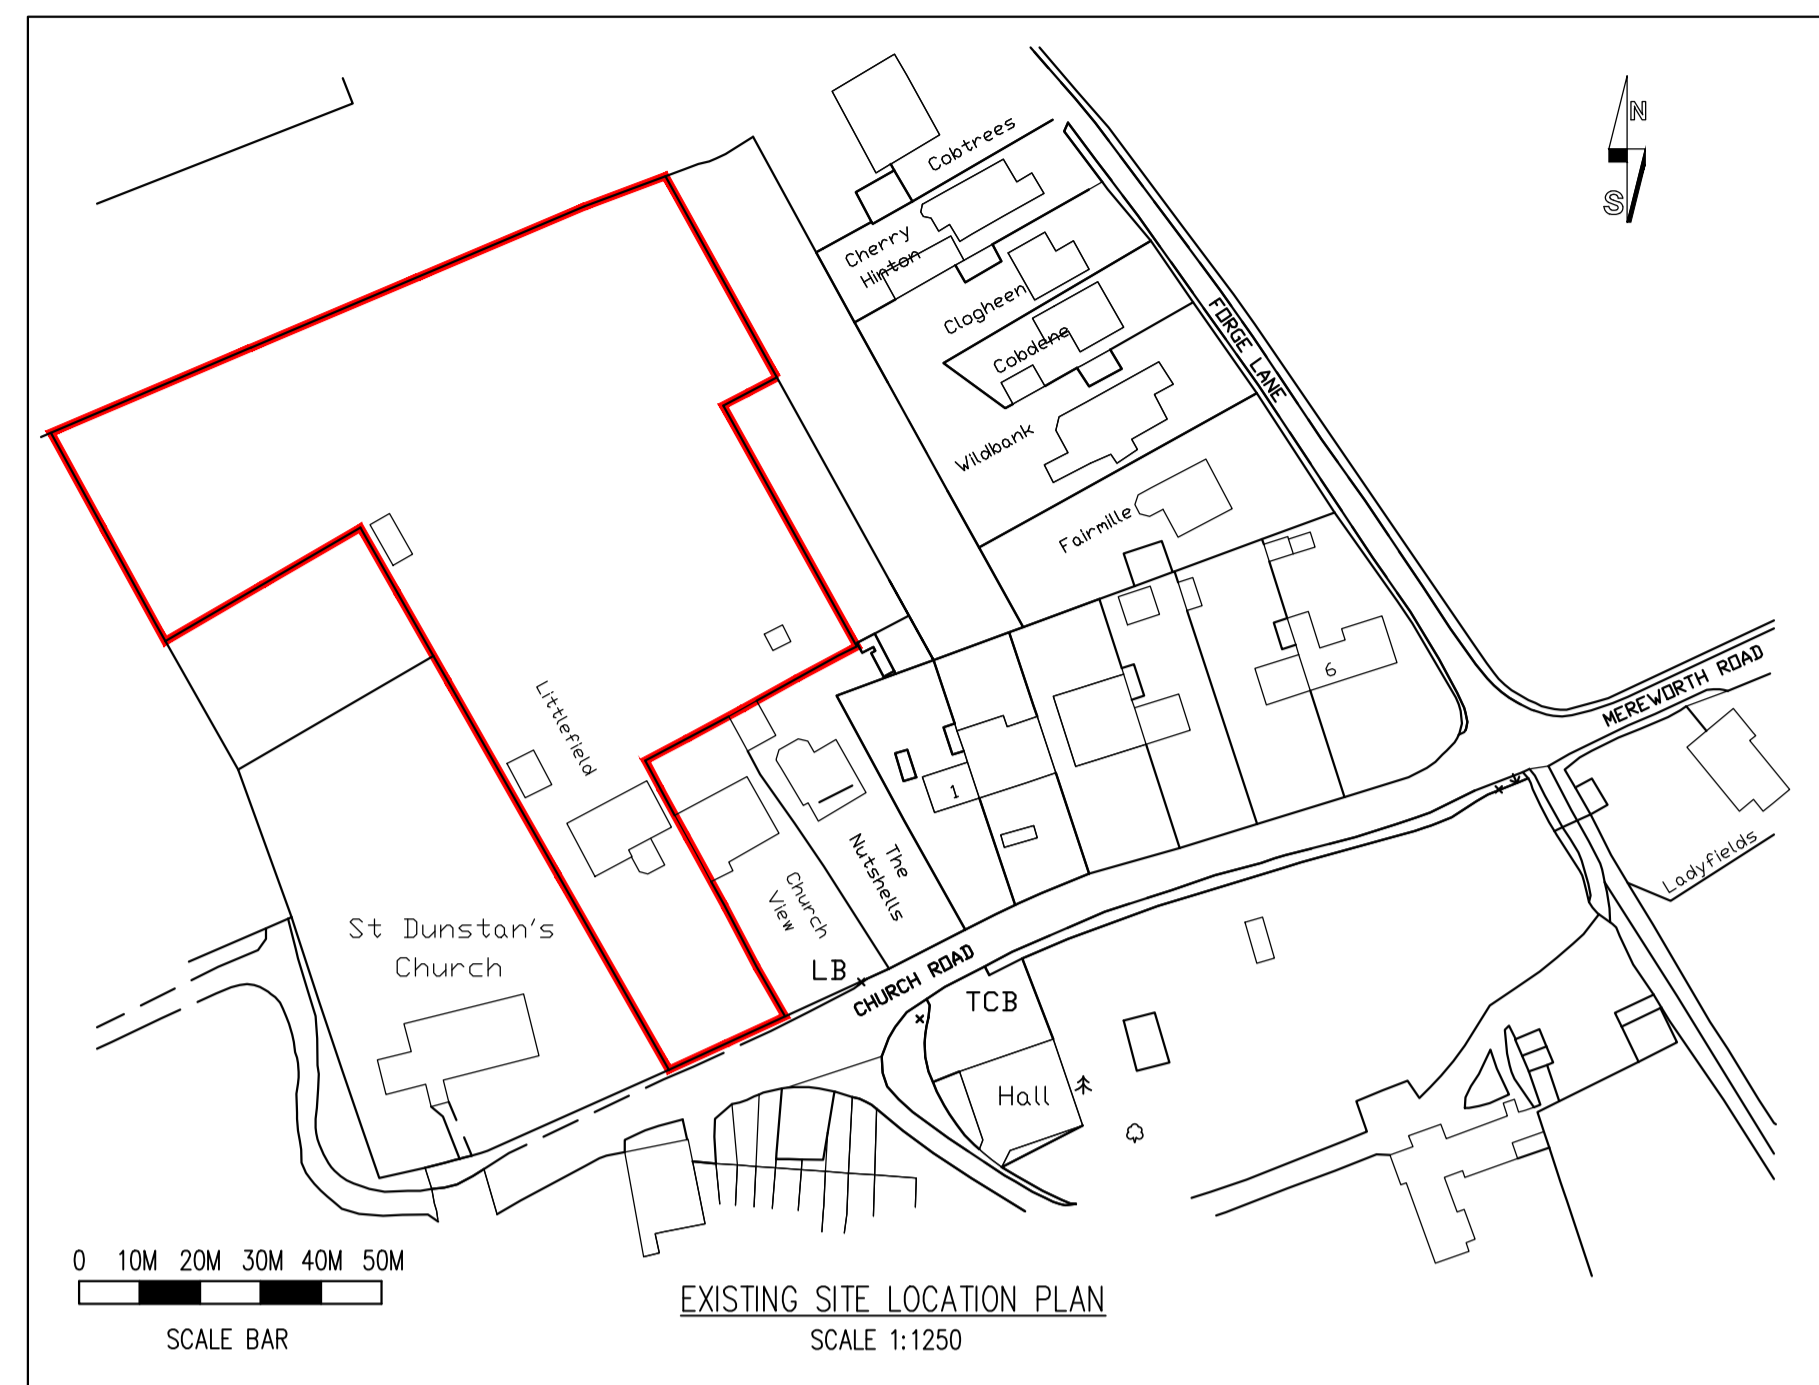 N
S
Cobtrees
Cherry
Hinton
Clogheen
Cobdene
Wildbank
Fairmille
FORGE LANE
MEREWORTH ROAD
6
1
Littlefield
The
Nutshells
Church
View
LB
CHURCH ROAD
TCB
Hall
Ladyfields
St Dunstan's
Church
0 10M 20M 30M 40M 50M
SCALE BAR
EXISTING SITE LOCATION PLAN
SCALE 1:1250